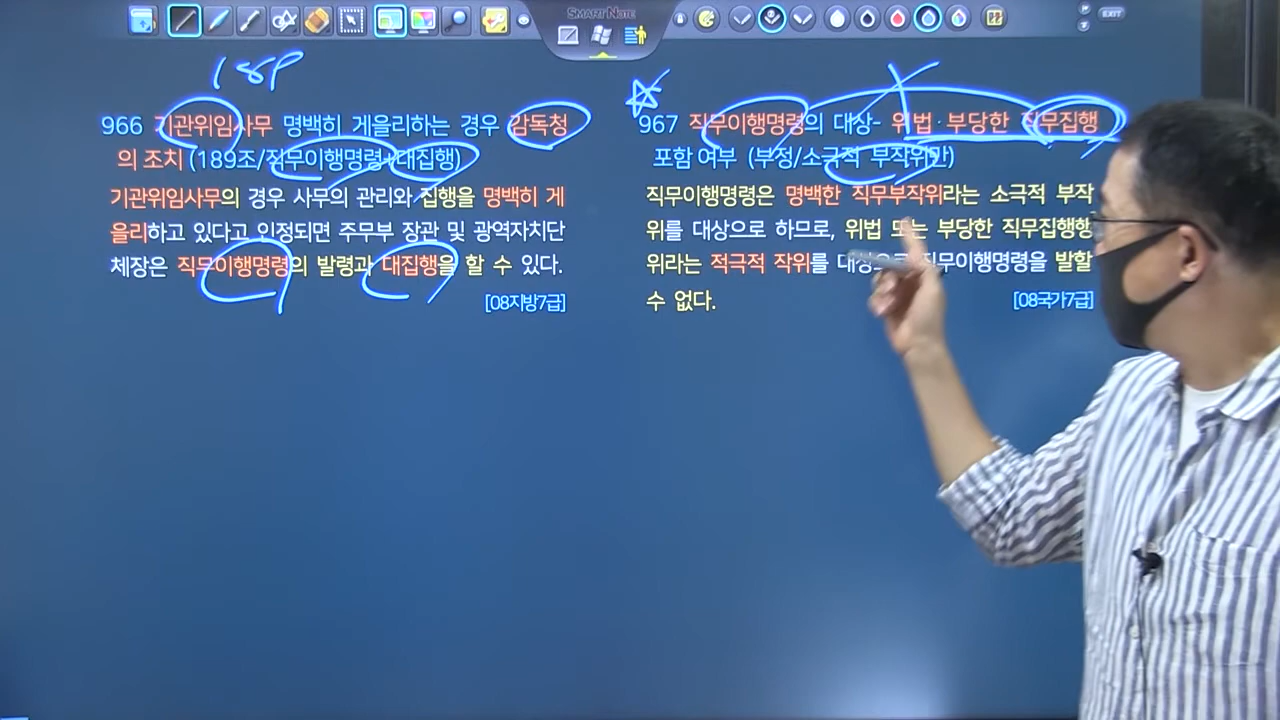 SMART NOTE
EXIT
189
966 기관위임사무 명백히 게을리하는 경우 감독청
의 조치 (189조/직무이행명령+대집행)
기관위임사무의 경우 사무의 관리와 집행을 명백히 게
을리하고 있다고 인정되면 주무부 장관 및 광역자치단
체장은 직무이행명령의 발령과 대집행을 할 수 있다.
[08지방7급]
967 직무이행명령의 대상- 위법·부당한 직무집행
포함 여부 (부정/소극적 부작위만)
직무이행명령은 명백한 직무부작위라는 소극적 부작
위를 대상으로 하므로, 위법 또는 부당한 직무집행행
위라는 적극적 작위를 대상으로 직무이행명령을 발할
수 없다.
[08국가7급]